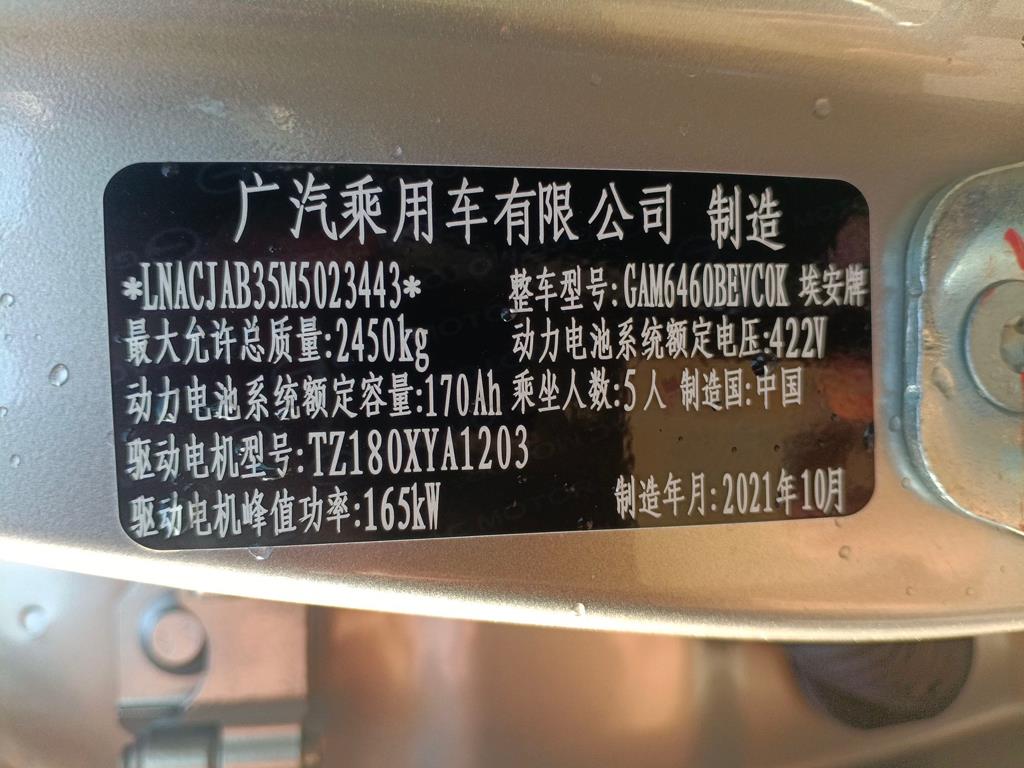 广汽乘用车有限公司 制造
*LNACJAB35M5023443* 整车型号:GAM6460BEVC0K 埃安牌
最大允许总质量:2450kg 动力电池系统额定电压:422V
动力电池系统额定容量:170Ah 乘坐人数:5人 制造国:中国
驱动电机型号:TZ180XYA1203
驱动电机峰值功率:165kW 制造年月:2021年10月